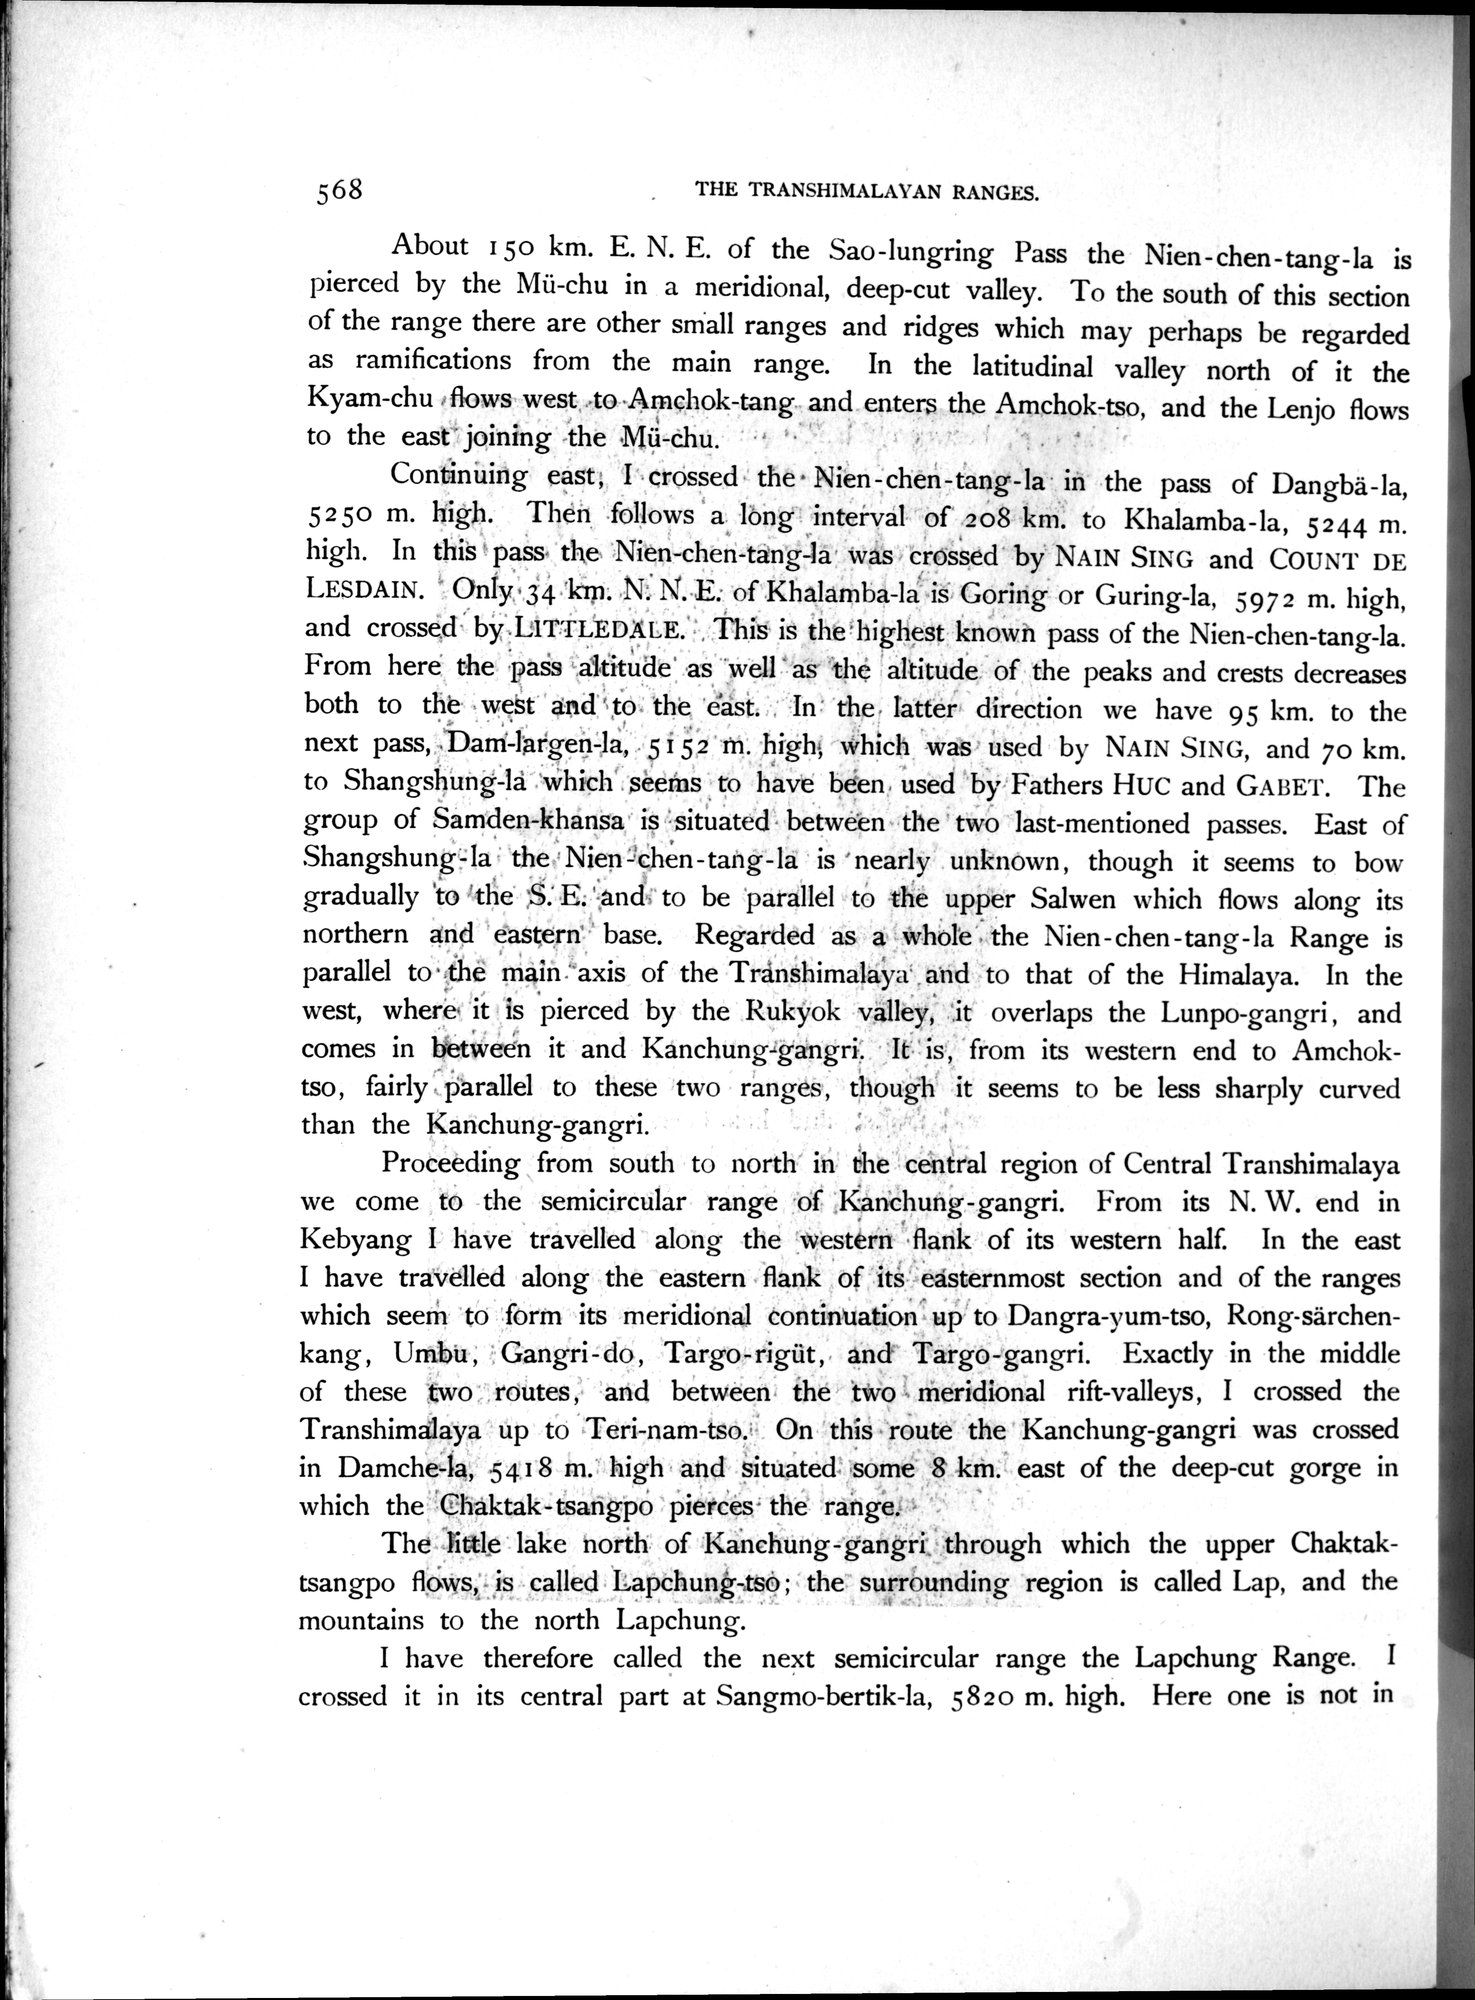 568
THE TRANSHIMALAYAN RANGES.
About 150 km. E. N. E. of the Sao-lungring Pass the Nien-chen-tang-la is
pierced by the Mü-chu in a meridional, deep-cut valley. To the south of this section
of the range there are other small ranges and ridges which may perhaps be regarded
as ramifications from the main range. In the latitudinal valley north of it the
Kyam-chu flows west to Amchok-tang and enters the Amchok-tso, and the Lenjo flows
to the east joining the Mü-chu.
Continuing east, I crossed the Nien-chen-tang-la in the pass of Dangbä-la,
5250 m. high. Then follows a long interval of 208 km. to Khalamba-la, 5244 m.
high. In this pass the Nien-chen-tang-la was crossed by NAIN SING and COUNT DE
LESDAIN. Only 34 km. N. N. E. of Khalamba-la is Goring or Guring-la, 5972 m. high,
and crossed by LITTLEDALE. This is the highest known pass of the Nien-chen-tang-la.
From here the pass altitude as well as the altitude of the peaks and crests decreases
both to the west and to the east. In the latter direction we have 95 km. to the
next pass, Dam-largen-la, 5152 m. high, which was used by NAIN SING, and 70 km.
to Shangshung-la which seems to have been used by Fathers HUC and GABET. The
group of Samden-khansa is situated between the two last-mentioned passes. East of
Shangshung-la the Nien-chen-tang-la is nearly unknown, though it seems to bow
gradually to the S. E. and to be parallel to the upper Salwen which flows along its
northern and eastern base. Regarded as a whole the Nien-chen-tang-la Range is
parallel to the main axis of the Transhimalaya and to that of the Himalaya. In the
west, where it is pierced by the Rukyok valley, it overlaps the Lunpo-gangri, and
comes in between it and Kanchung-gangri. It is, from its western end to Amchok-
tso, fairly parallel to these two ranges, though it seems to be less sharply curved
than the Kanchung-gangri.
Proceeding from south to north in the central region of Central Transhimalaya
we come to the semicircular range of Kanchung-gangri. From its N. W. end in
Kebyang I have travelled along the western flank of its western half. In the east
I have travelled along the eastern flank of its easternmost section and of the ranges
which seem to form its meridional continuation up to Dangra-yum-tso, Rong-särchen-
kang, Umbu, Gangri-do, Targo-rigüt, and Targo-gangri. Exactly in the middle
of these two routes, and between the two meridional rift-valleys, I crossed the
Transhimalaya up to Teri-nam-tso. On this route the Kanchung-gangri was crossed
in Damche-la, 5418 m. high and situated some 8 km. east of the deep-cut gorge in
which the Chaktak-tsangpo pierces the range.
The little lake north of Kanchung-gangri through which the upper Chaktak-
tsangpo flows, is called Lapchung-tso; the surrounding region is called Lap, and the
mountains to the north Lapchung.
I have therefore called the next semicircular range the Lapchung Range. I
crossed it in its central part at Sangmo-bertik-la, 5820 m. high. Here one is not in